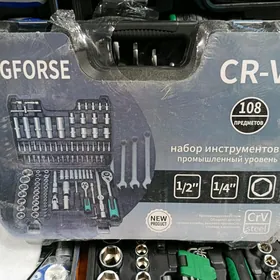 GFORSE
CR-V
108
ПРЕДМЕТОВ
набор инструментов
промышленный уровень
1/2"
1/4"
NEW
PRODUCT
CrV
steel